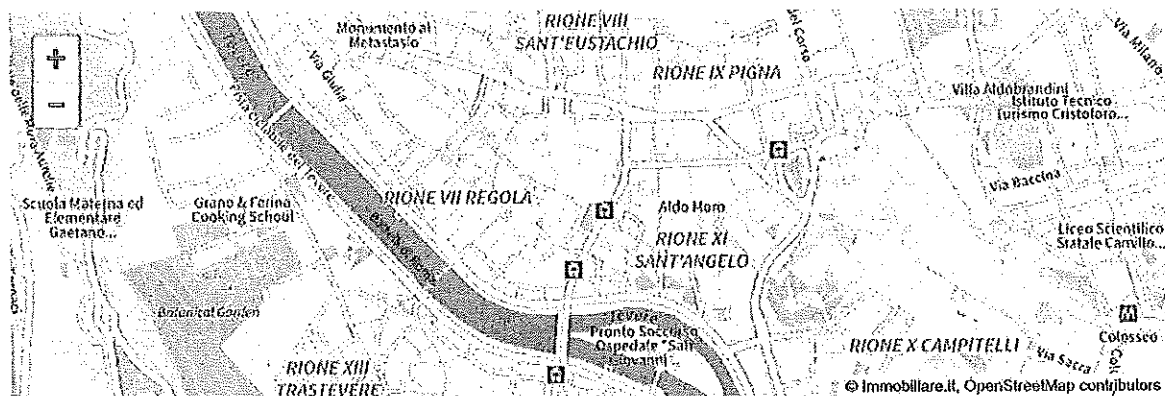 RIONE VIII
SANT'EUSTACHIO
Monumento al
Metastasio
del Corso
Via Milano
RIONE IX PIGNA
+
-
Via Giulia
Villa Aldobrandini
Istituto Tecnico
Turismo Cristoforo...
Via Baccina
RIONE VII REGOLA
Scuola Materna ed
Elementare
Gaetano...
Grano & Farina
Cooking School
Aldo Moro
RIONE XI
SANT'ANGELO
Liceo Scientifico
Statale Cavillo...
Botanical Garden
Tevere
Pronto Soccorso
Ospedale "San
Giovanni...
M
Colosseo
RIONE X CAMPITELLI
Via Sacra
RIONE XIII
TRASTEVERE
© Immobiliare.it, OpenStreetMap contributors